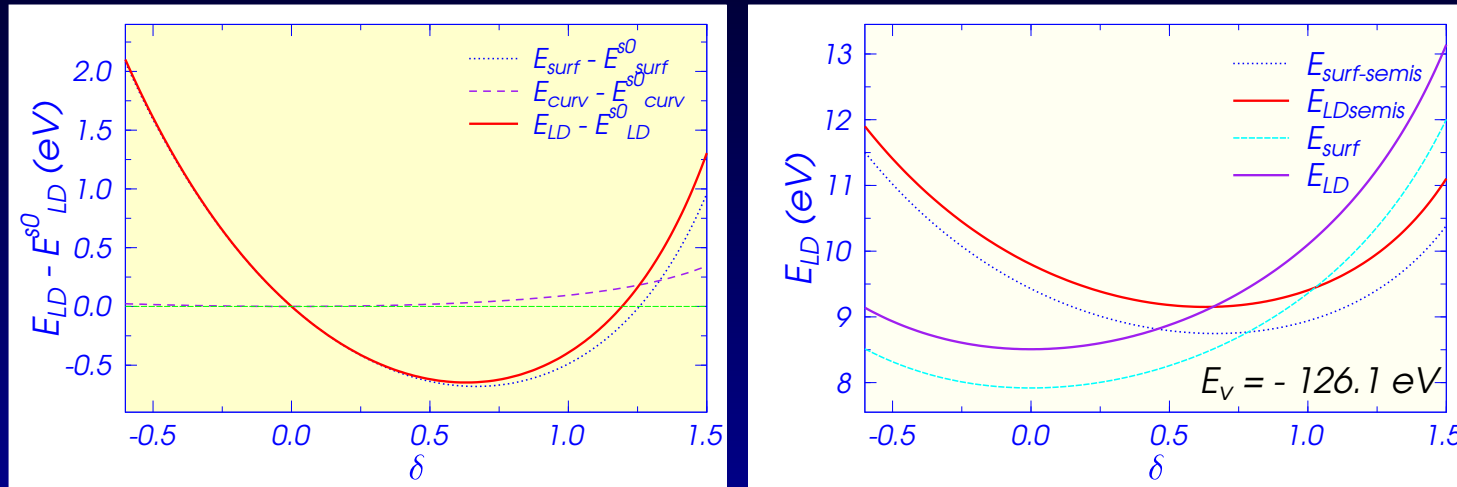 E_surf - E^s0_surf
E_curv - E^s0_curv
E_LD - E^s0_LD
E_LD - E^s0_LD (eV)
2.0
1.5
1.0
0.5
0.0
-0.5
-0.5 0.0 0.5 1.0 1.5
δ
E_surf-semis
E_LDsemis
E_surf
E_LD
E_LD (eV)
13
12
11
10
9
8
E_v = - 126.1 eV
-0.5 0.0 0.5 1.0 1.5
δ